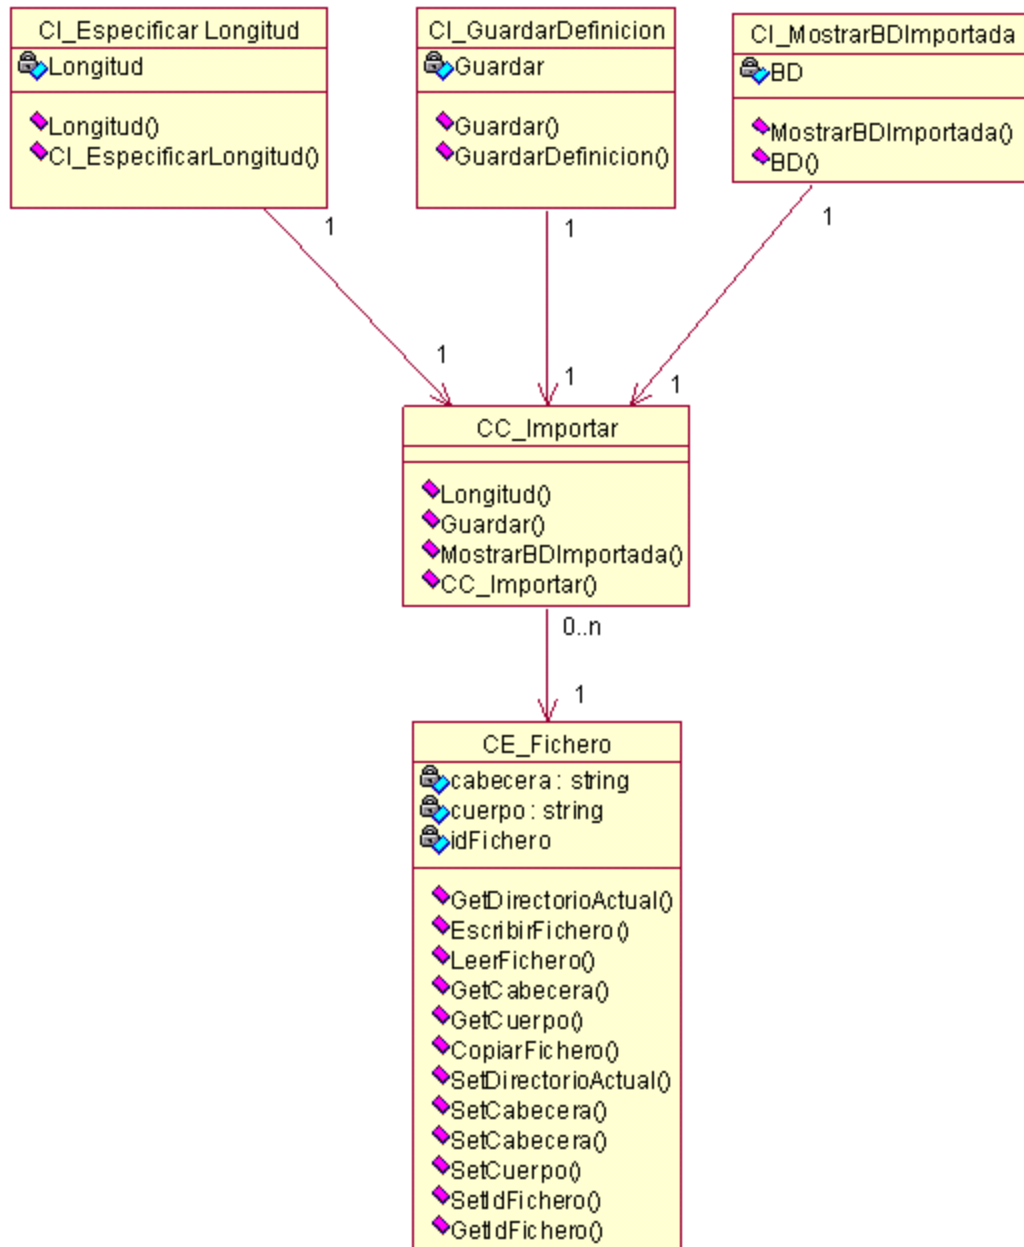 CI_Especificar Longitud
Longitud
Longitud()
CI_EspecificarLongitud()
CI_GuardarDefinicion
Guardar
Guardar()
GuardarDefinicion()
CI_MostrarBDImportada
BD
MostrarBDImportada()
BD()
1
1
1
1
1
1
CC_Importar
Longitud()
Guardar()
MostrarBDImportada()
CC_Importar()
0..n
1
CE_Fichero
cabecera : string
cuerpo : string
idFichero
GetDirectorioActual()
EscribirFichero()
LeerFichero()
GetCabecera()
GetCuerpo()
CopiarFichero()
SetDirectorioActual()
SetCabecera()
SetCabecera()
SetCuerpo()
SetIdFichero()
GetIdFichero()